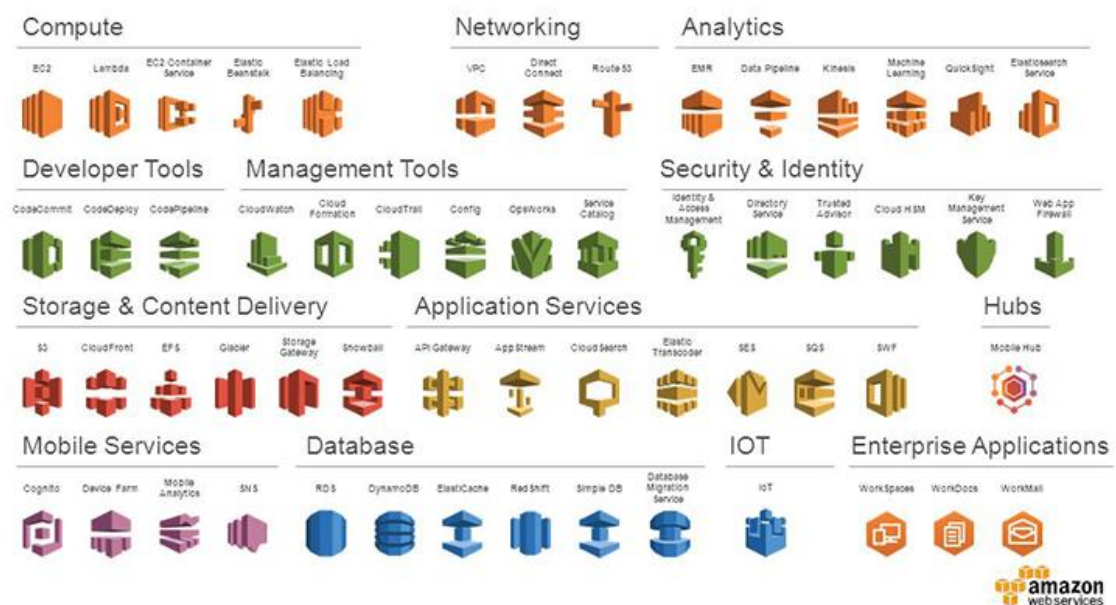 Compute
EC2
Lambda
EC2 Container
Service
Elastic
Beanstalk
Elastic Load
Balancing
Networking
VPC
Direct
Connect
Route 53
Analytics
EMR
Data Pipeline
Kinesis
Machine
Learning
QuickSight
Elasticsearch
Service
Developer Tools
CodeCommit
CodeDeploy
CodePipeline
Management Tools
CloudWatch
Cloud
Formation
CloudTrail
Config
OpsWorks
Service
Catalog
Security & Identity
Identity &
Access
Management
Directory
Service
Trusted
Advisor
Cloud HSM
Key
Management
Service
Web App
Firewall
Storage & Content Delivery
S3
CloudFront
EFS
Glacier
Storage
Gateway
Snowball
Application Services
API Gateway
AppStream
CloudSearch
Elastic
Transcoder
SES
SQS
SWF
Hubs
Mobile Hub
Mobile Services
Cognito
Device Farm
Mobile
Analytics
SNS
Database
RDS
DynamoDB
ElastiCache
RedShift
Simple DB
Database
Migration
Service
IOT
IoT
Enterprise Applications
WorkSpaces
WorkDocs
WorkMail
amazon
webservices